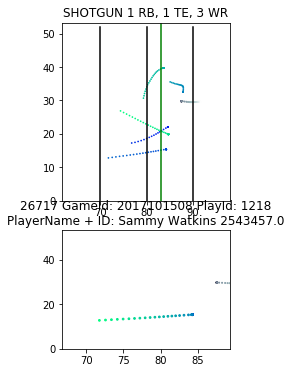 SHOTGUN 1 RB, 1 TE, 3 WR
50
40
30
20
10
0
70 80 90
26717 GameId: 2017101508 PlayId: 1218
PlayerName + ID: Sammy Watkins 2543457.0
40
20
0
70 75 80 85